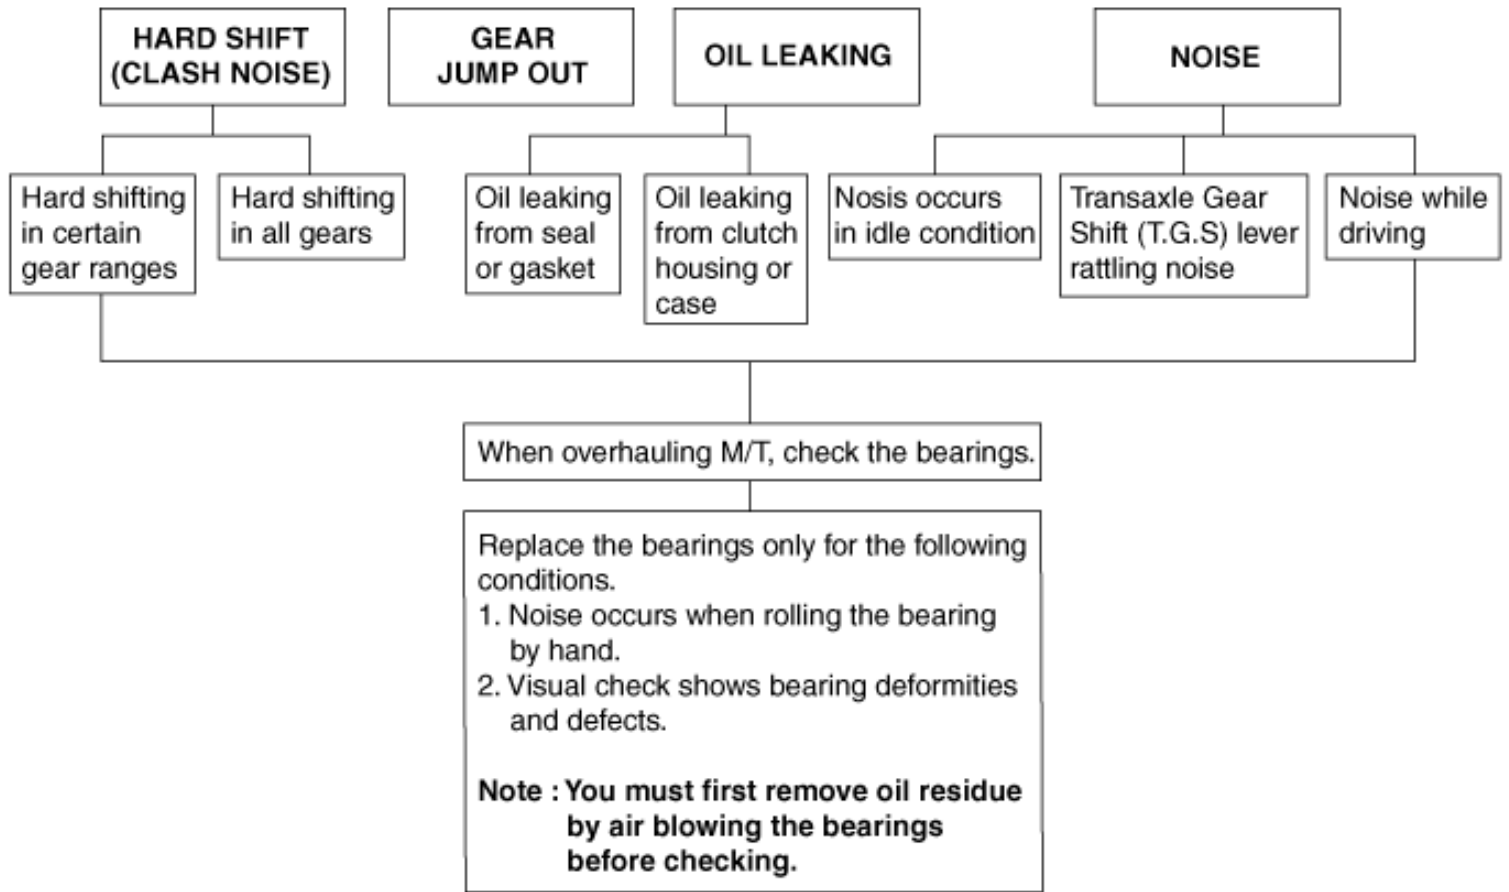 HARD SHIFT
(CLASH NOISE)
GEAR
JUMP OUT
OIL LEAKING
NOISE
Hard shifting
in certain
gear ranges
Hard shifting
in all gears
Oil leaking
from seal
or gasket
Oil leaking
from clutch
housing or
case
Nosis occurs
in idle condition
Transaxle Gear
Shift (T.G.S) lever
rattling noise
Noise while
driving
When overhauling M/T, check the bearings.
Replace the bearings only for the following
conditions.
1. Noise occurs when rolling the bearing
by hand.
2. Visual check shows bearing deformities
and defects.
Note : You must first remove oil residue
by air blowing the bearings
before checking.